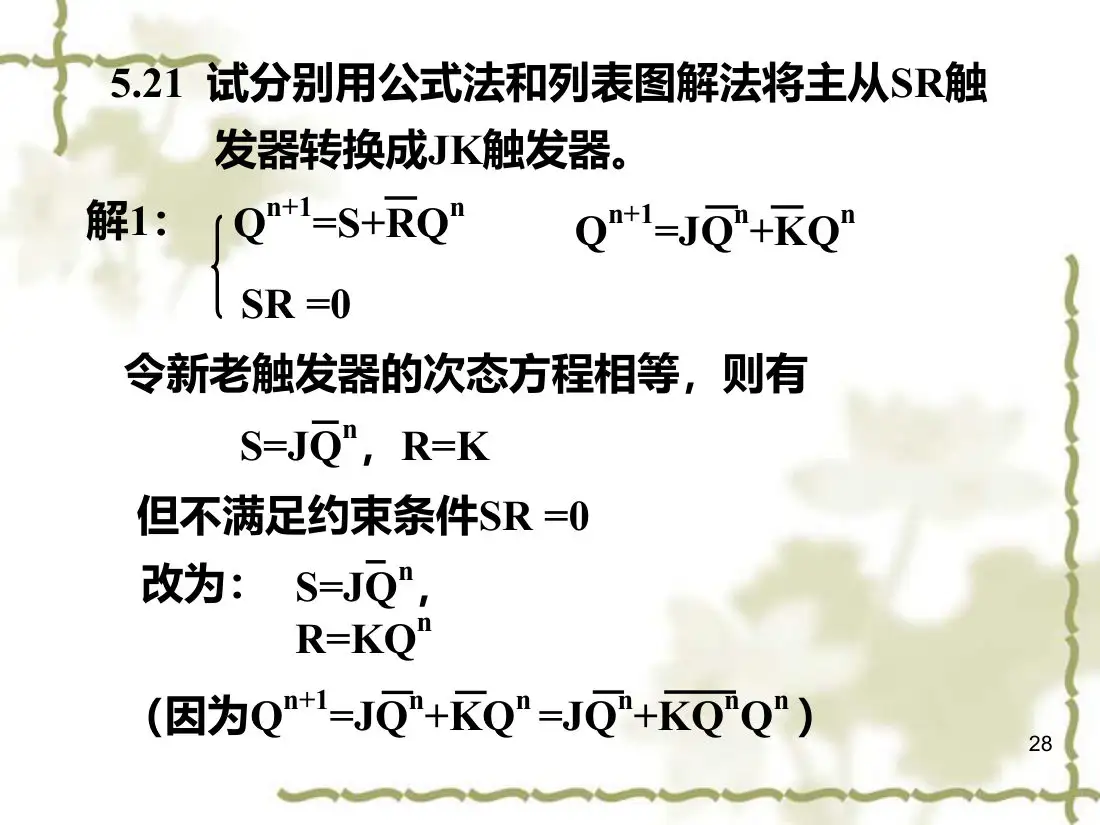 5.21 试分别用公式法和列表图解法将主从SR触
发器转换成JK触发器。
解1： Qⁿ⁺¹=S+R̅Qⁿ Qⁿ⁺¹=JQ̅ⁿ+K̅Qⁿ
SR =0
令新老触发器的次态方程相等，则有
S=JQ̅ⁿ，R=K
但不满足约束条件SR =0
改为： S=JQ̅ⁿ，
R=KQⁿ
（因为Qⁿ⁺¹=JQ̅ⁿ+K̅Qⁿ =JQ̅ⁿ+K̅Q̅ⁿ̅Qⁿ）
28